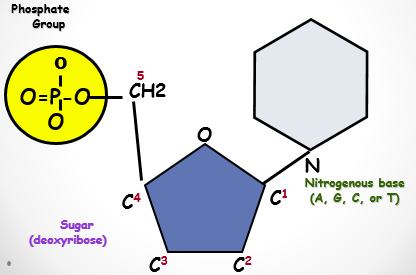 Phosphate
Group
O
O=P–O
O
5
CH2
O
N
C4
C1
Nitrogenous base
(A, G, C, or T)
Sugar
(deoxyribose)
C3
C2